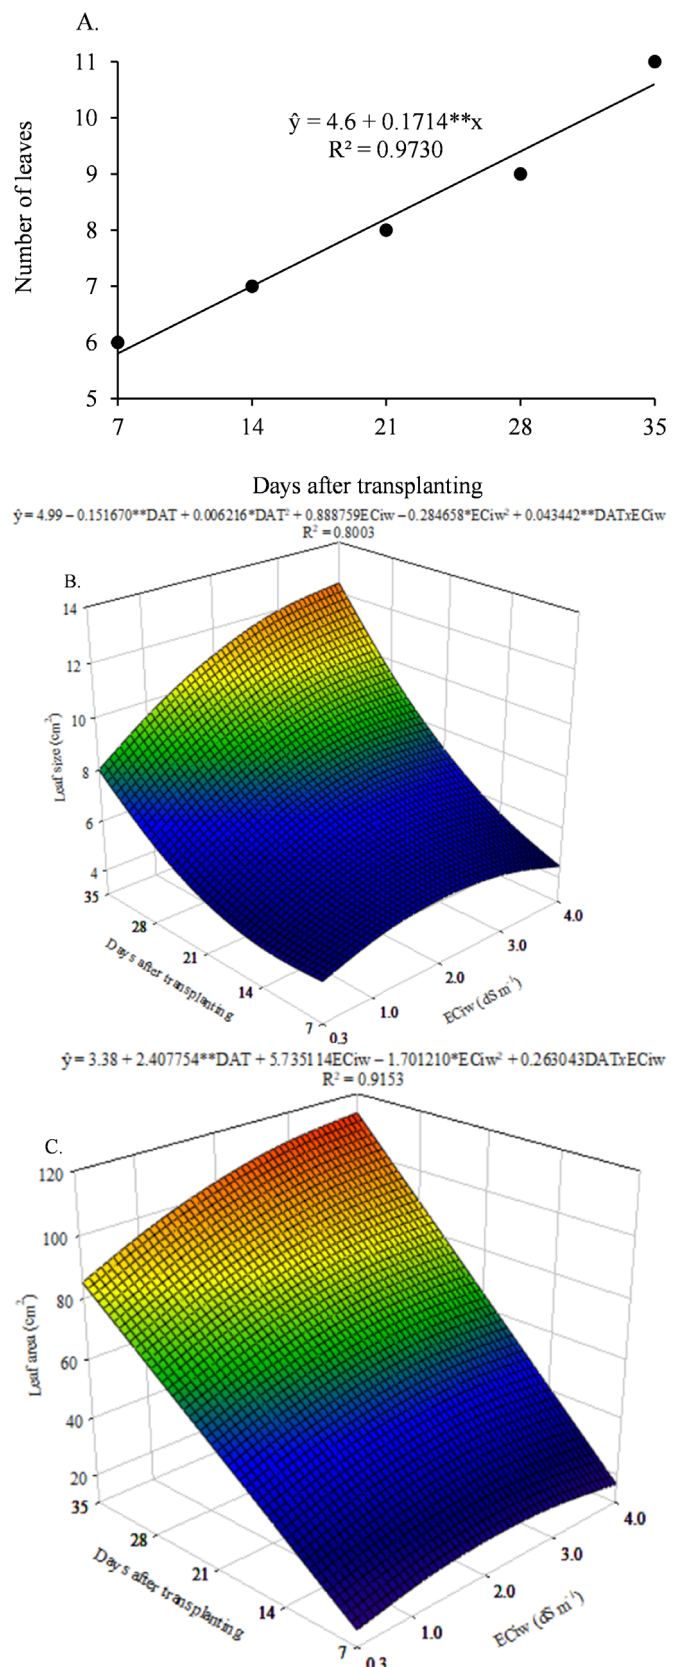 A.
11
10
9
8
7
6
5
Number of leaves
ŷ = 4.6 + 0.1714**x
R² = 0.9730
7 14 21 28 35
Days after transplanting
ŷ = 4.99 – 0.151670**DAT + 0.006216*DAT² + 0.888759ECiw – 0.284658*ECiw² + 0.043442**DATxECiw
R² = 0.8003
B.
14
12
10
8
6
4
Leaf size (cm²)
35
28
21
14
7
Days after transplanting
0.3
1.0
2.0
3.0
4.0
ECiw (dS m⁻¹)
ŷ = 3.38 + 2.407754**DAT + 5.735114ECiw – 1.701210*ECiw² + 0.263043DATxECiw
R² = 0.9153
C.
120
100
80
60
40
20
Leaf area (cm²)
35
28
21
14
7
Days after transplanting
0.3
1.0
2.0
3.0
4.0
ECiw (dS m⁻¹)